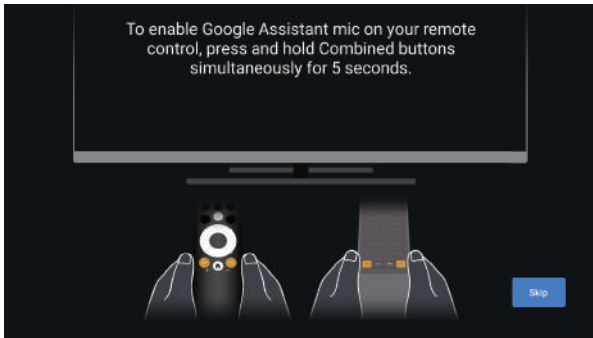 To enable Google Assistant mic on your remote
control, press and hold Combined buttons
simultaneously for 5 seconds.
Skip